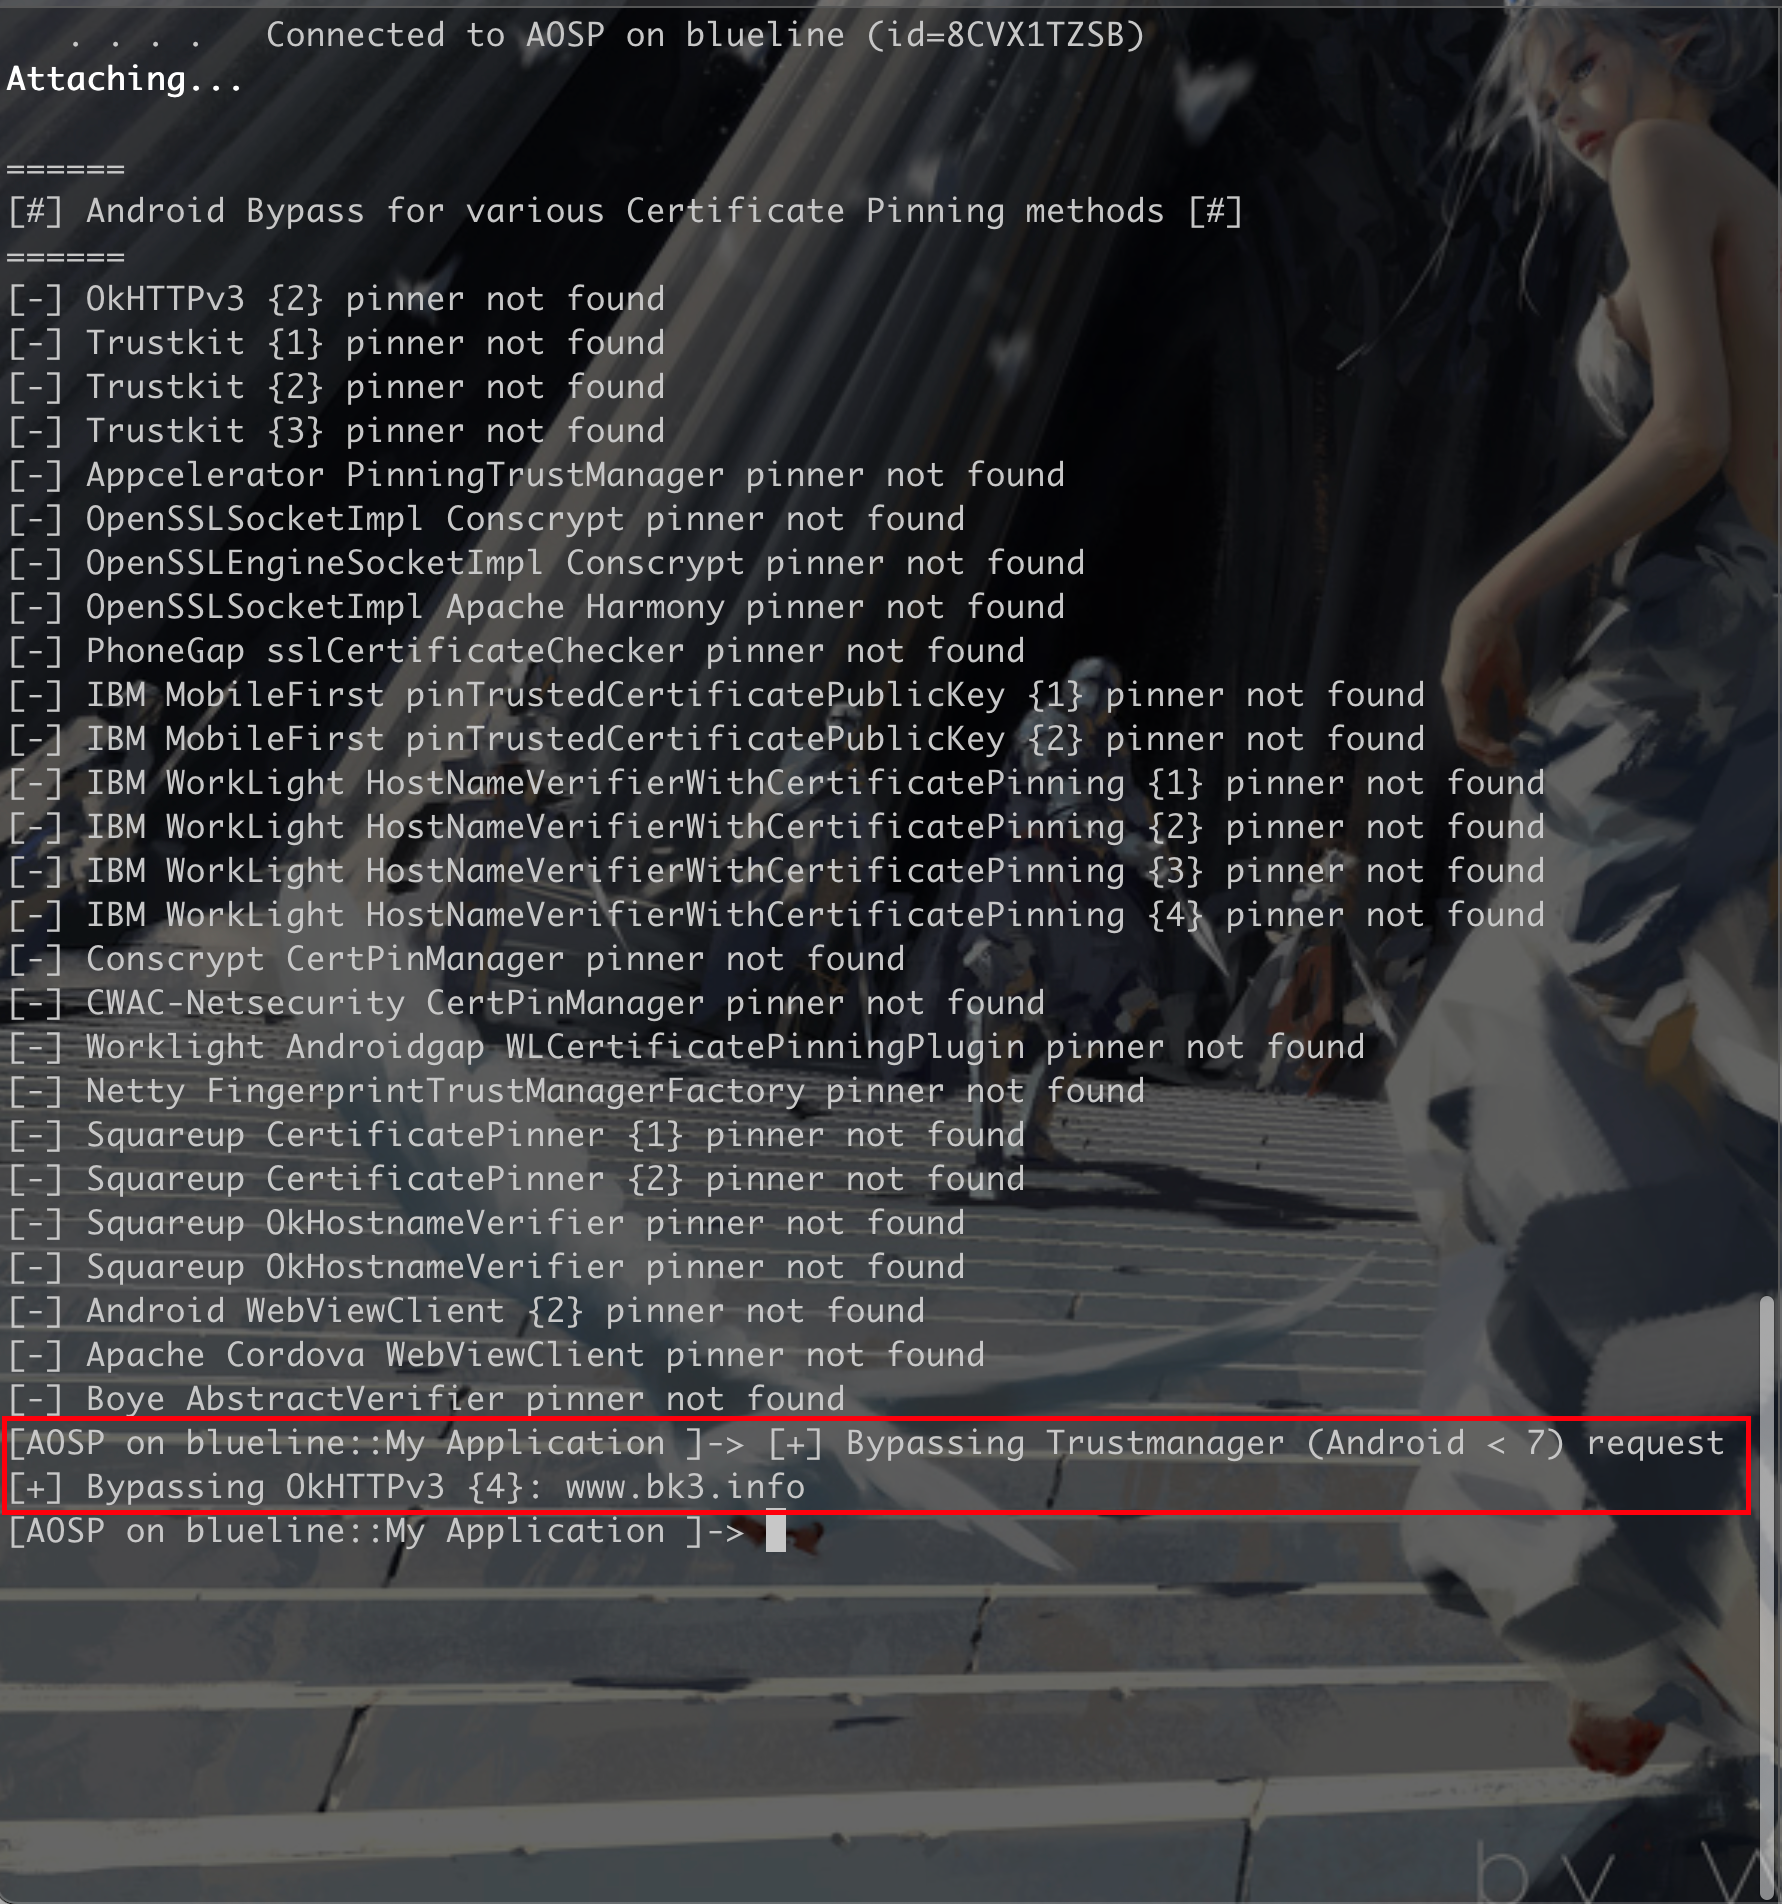 . . . .   Connected to AOSP on blueline (id=8CVX1TZSB)
Attaching...
======
[#] Android Bypass for various Certificate Pinning methods [#]
======
[-] OkHTTPv3 {2} pinner not found
[-] Trustkit {1} pinner not found
[-] Trustkit {2} pinner not found
[-] Trustkit {3} pinner not found
[-] Appcelerator PinningTrustManager pinner not found
[-] OpenSSLSocketImpl Conscrypt pinner not found
[-] OpenSSLEngineSocketImpl Conscrypt pinner not found
[-] OpenSSLSocketImpl Apache Harmony pinner not found
[-] PhoneGap sslCertificateChecker pinner not found
[-] IBM MobileFirst pinTrustedCertificatePublicKey {1} pinner not found
[-] IBM MobileFirst pinTrustedCertificatePublicKey {2} pinner not found
[-] IBM WorkLight HostNameVerifierWithCertificatePinning {1} pinner not found
[-] IBM WorkLight HostNameVerifierWithCertificatePinning {2} pinner not found
[-] IBM WorkLight HostNameVerifierWithCertificatePinning {3} pinner not found
[-] IBM WorkLight HostNameVerifierWithCertificatePinning {4} pinner not found
[-] Conscrypt CertPinManager pinner not found
[-] CWAC-Netsecurity CertPinManager pinner not found
[-] Worklight Androidgap WLCertificatePinningPlugin pinner not found
[-] Netty FingerprintTrustManagerFactory pinner not found
[-] Squareup CertificatePinner {1} pinner not found
[-] Squareup CertificatePinner {2} pinner not found
[-] Squareup OkHostnameVerifier pinner not found
[-] Squareup OkHostnameVerifier pinner not found
[-] Android WebViewClient {2} pinner not found
[-] Apache Cordova WebViewClient pinner not found
[-] Boye AbstractVerifier pinner not found
[AOSP on blueline::My Application ]-> [+] Bypassing Trustmanager (Android < 7) request
[+] Bypassing OkHTTPv3 {4}: www.bk3.info
[AOSP on blueline::My Application ]->
by